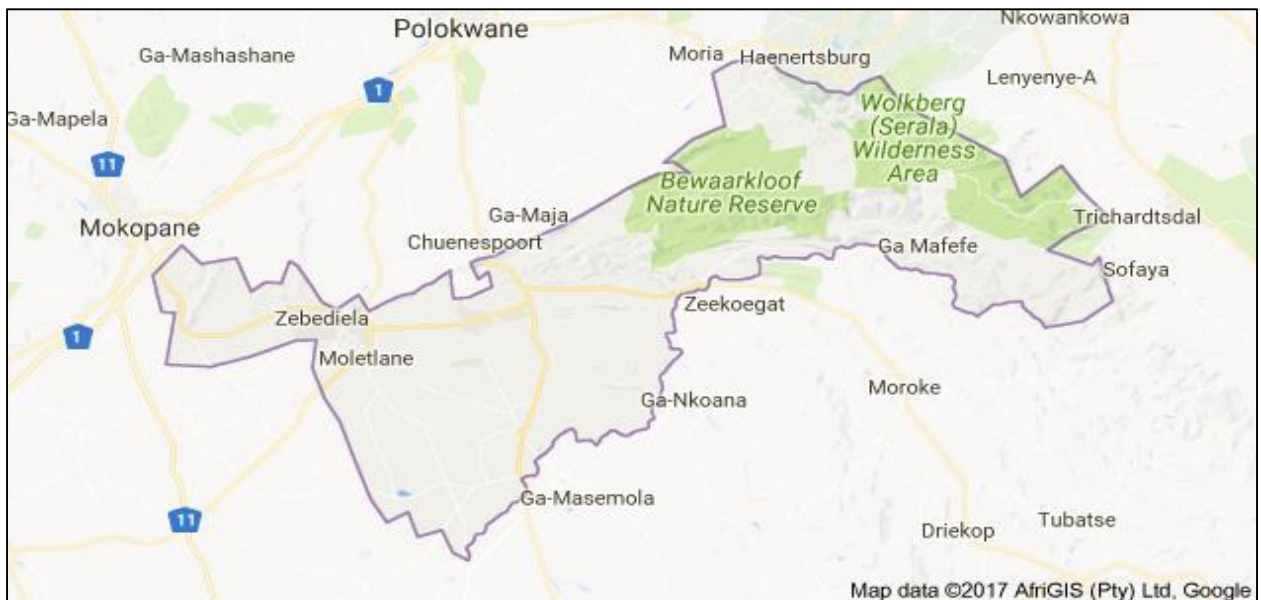 Nkowankowa
Polokwane
Ga-Mashashane
Moria
Haenertsburg
Lenyenye-A
1
Wolkberg
(Serala)
Wilderness
Area
Ga-Mapela
11
Bewaarkloof
Nature Reserve
Ga-Maja
Trichardtsdal
Mokopane
Chuenespoort
Ga Mafefe
Sofaya
Zeekoegat
Zebediela
1
Moletlane
Moroke
Ga-Nkoana
Ga-Masemola
11
Driekop
Tubatse
Map data ©2017 AfriGIS (Pty) Ltd, Google